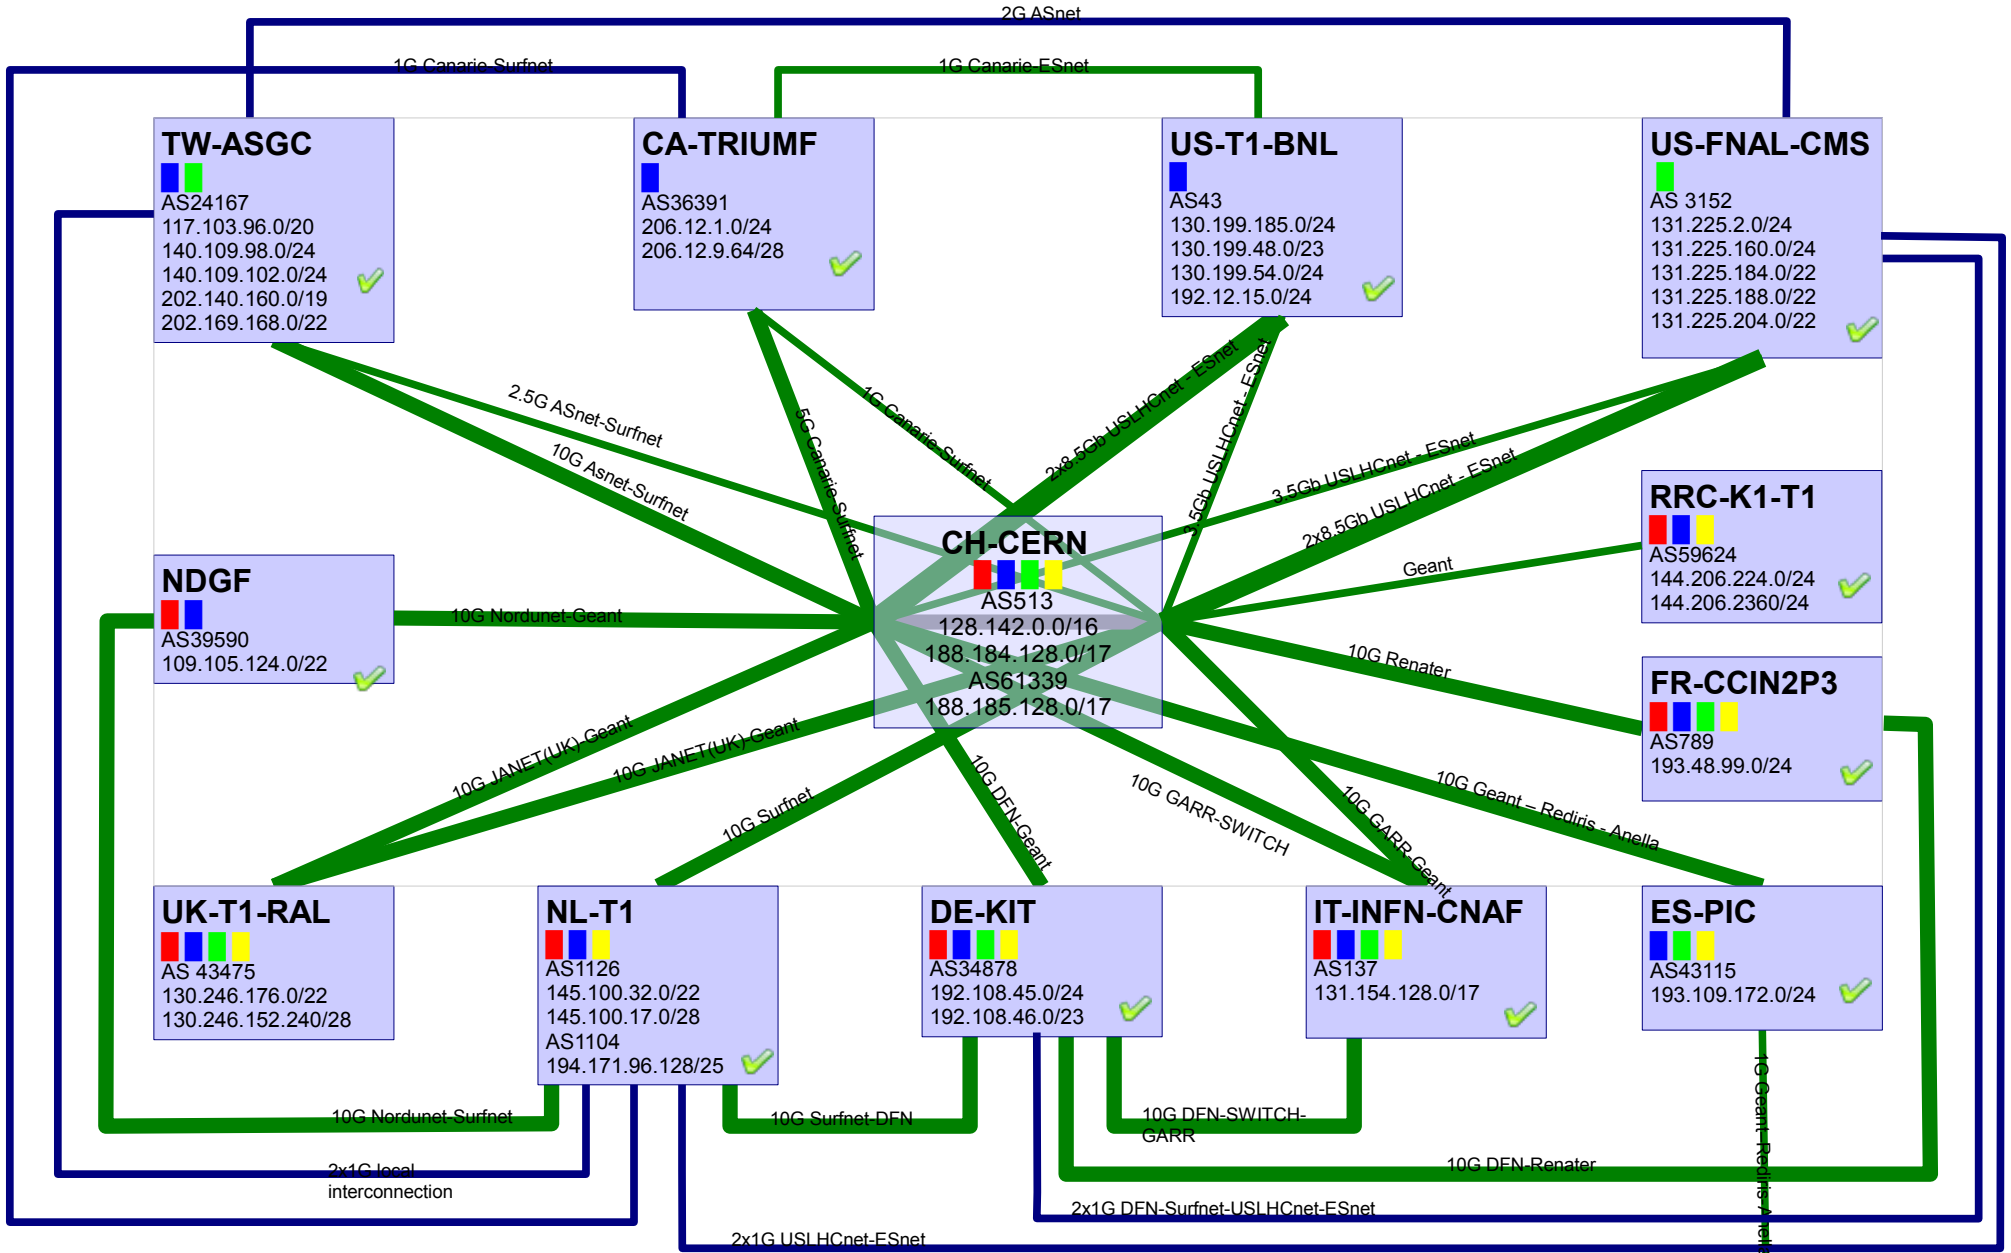 2G ASnet
1G Canarie-Surfnet
1G Canarie-ESnet
TW-ASGC
AS24167
117.103.96.0/20
140.109.98.0/24
140.109.102.0/24
202.140.160.0/19
202.169.168.0/22
CA-TRIUMF
AS36391
206.12.1.0/24
206.12.9.64/28
US-T1-BNL
AS43
130.199.185.0/24
130.199.48.0/23
130.199.54.0/24
192.12.15.0/24
US-FNAL-CMS
AS 3152
131.225.2.0/24
131.225.160.0/24
131.225.184.0/22
131.225.188.0/22
131.225.204.0/22
2.5G ASnet-Surfnet
10G Asnet-Surfnet
5G Canarie-Surfnet
1G Canarie-Surfnet
2x8.5Gb USLHCnet - ESnet
3.5Gb USLHCnet - ESnet
3.5Gb USLHCnet - ESnet
2x8.5Gb USLHCnet - ESnet
CH-CERN
AS513
128.142.0.0/16
188.184.128.0/17
AS61339
188.185.128.0/17
RRC-K1-T1
AS59624
144.206.224.0/24
144.206.2360/24
Geant
NDGF
AS39590
109.105.124.0/22
10G Nordunet-Geant
10G Renater
FR-CCIN2P3
AS789
193.48.99.0/24
10G JANET(UK)-Geant
10G JANET(UK)-Geant
10G Surfnet
10G DFN-Geant
10G GARR-SWITCH
10G GARR-Geant
10G Geant – Rediris - Anella
UK-T1-RAL
AS 43475
130.246.176.0/22
130.246.152.240/28
NL-T1
AS1126
145.100.32.0/22
145.100.17.0/28
AS1104
194.171.96.128/25
DE-KIT
AS34878
192.108.45.0/24
192.108.46.0/23
IT-INFN-CNAF
AS137
131.154.128.0/17
ES-PIC
AS43115
193.109.172.0/24
10G Nordunet-Surfnet
10G Surfnet-DFN
10G DFN-SWITCH-
GARR
10G DFN-Renater
1G Geant-Rediris-Anella
2x1G local
interconnection
2x1G DFN-Surfnet-USLHCnet-ESnet
2x1G USLHCnet-ESnet